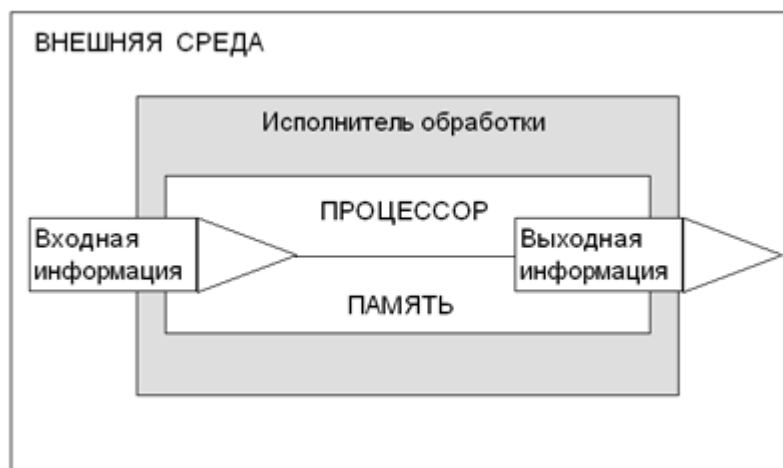 ВНЕШНЯЯ СРЕДА
Исполнитель обработки
ПРОЦЕССОР
Входная
информация
Выходная
информация
ПАМЯТЬ